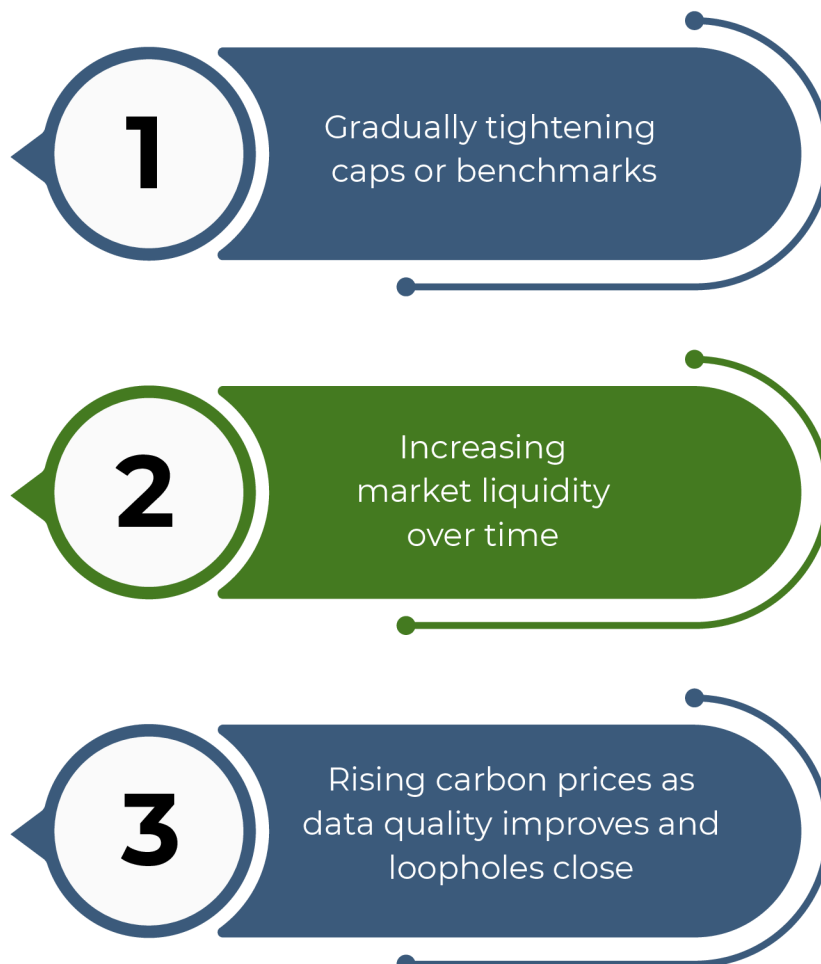 1
Gradually tightening
caps or benchmarks
2
Increasing
market liquidity
over time
3
Rising carbon prices as
data quality improves and
loopholes close